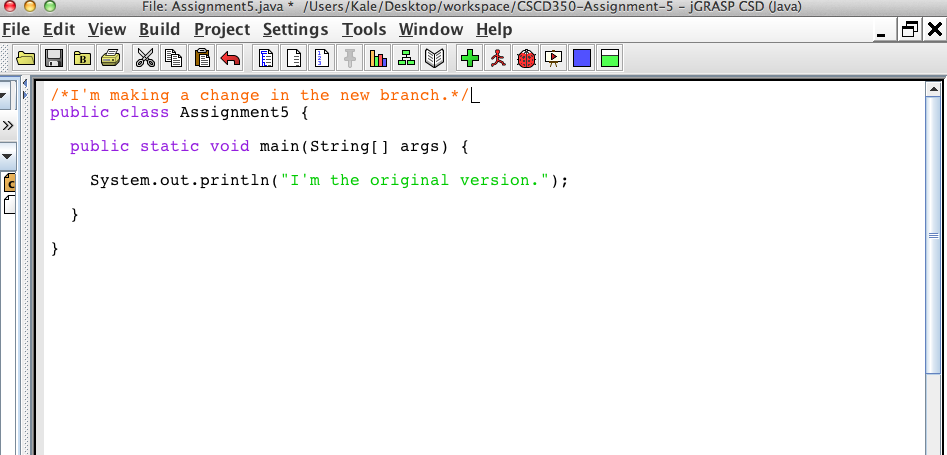 File: Assignment5.java * /Users/Kale/Desktop/workspace/CSCD350-Assignment-5 - jGRASP CSD (Java)
File Edit View Build Project Settings Tools Window Help
/*I'm making a change in the new branch.*/
public class Assignment5 {
public static void main(String[] args) {
System.out.println("I'm the original version.");
}
}